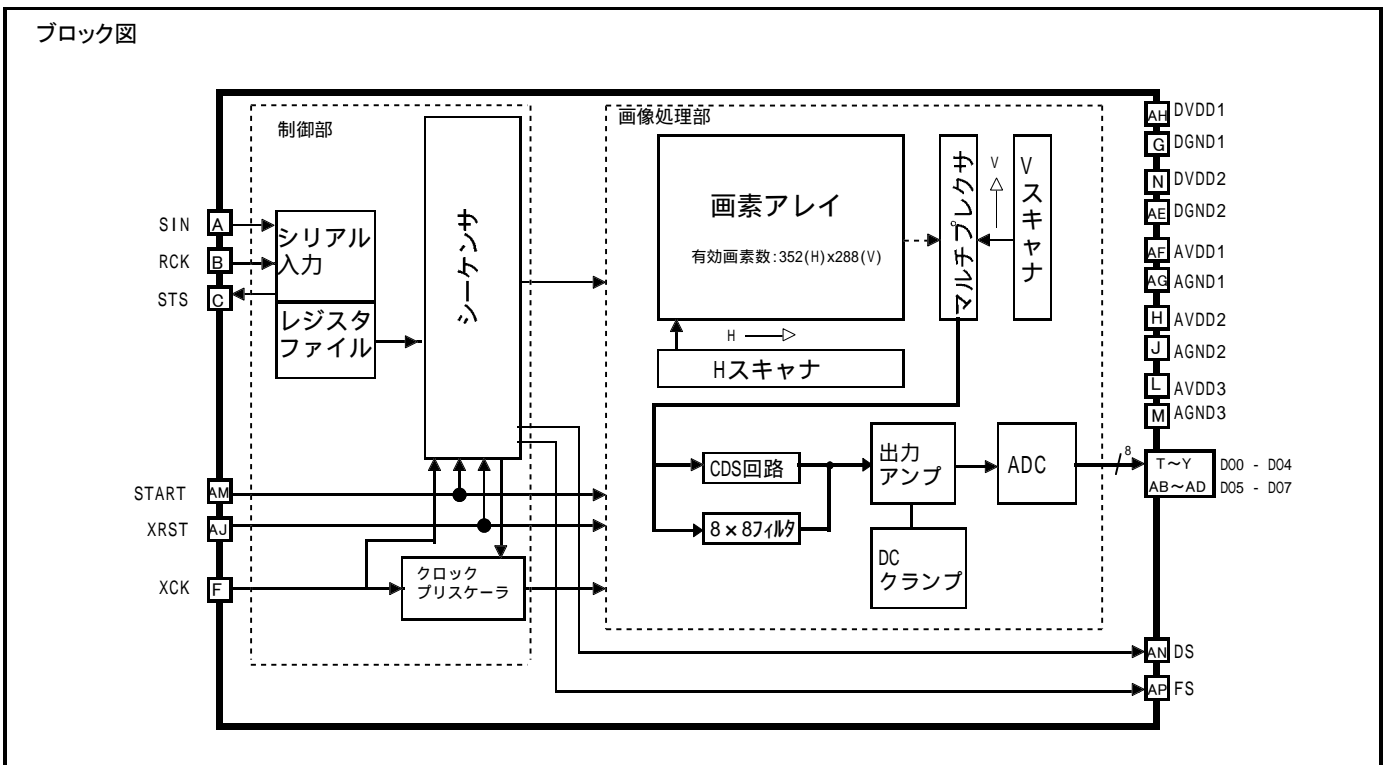 ブロック図
制御部
画像処理部
シーケンサ
シリアル
入力
レジスタ
ファイル
クロック
プリスケーラ
画素アレイ
有効画素数:352(H)x288(V)
マルチプレクサ
V
Vスキャナ
H
Hスキャナ
CDS回路
8×8フィルタ
出力
アンプ
ADC
DC
クランプ
8
SIN A
RCK B
STS C
START AM
XRST AJ
XCK F
AH DVDD1
G DGND1
N DVDD2
AE DGND2
AF AVDD1
AG AGND1
H AVDD2
J AGND2
L AVDD3
M AGND3
T～Y D00 - D04
AB～AD D05 - D07
AN DS
AP FS